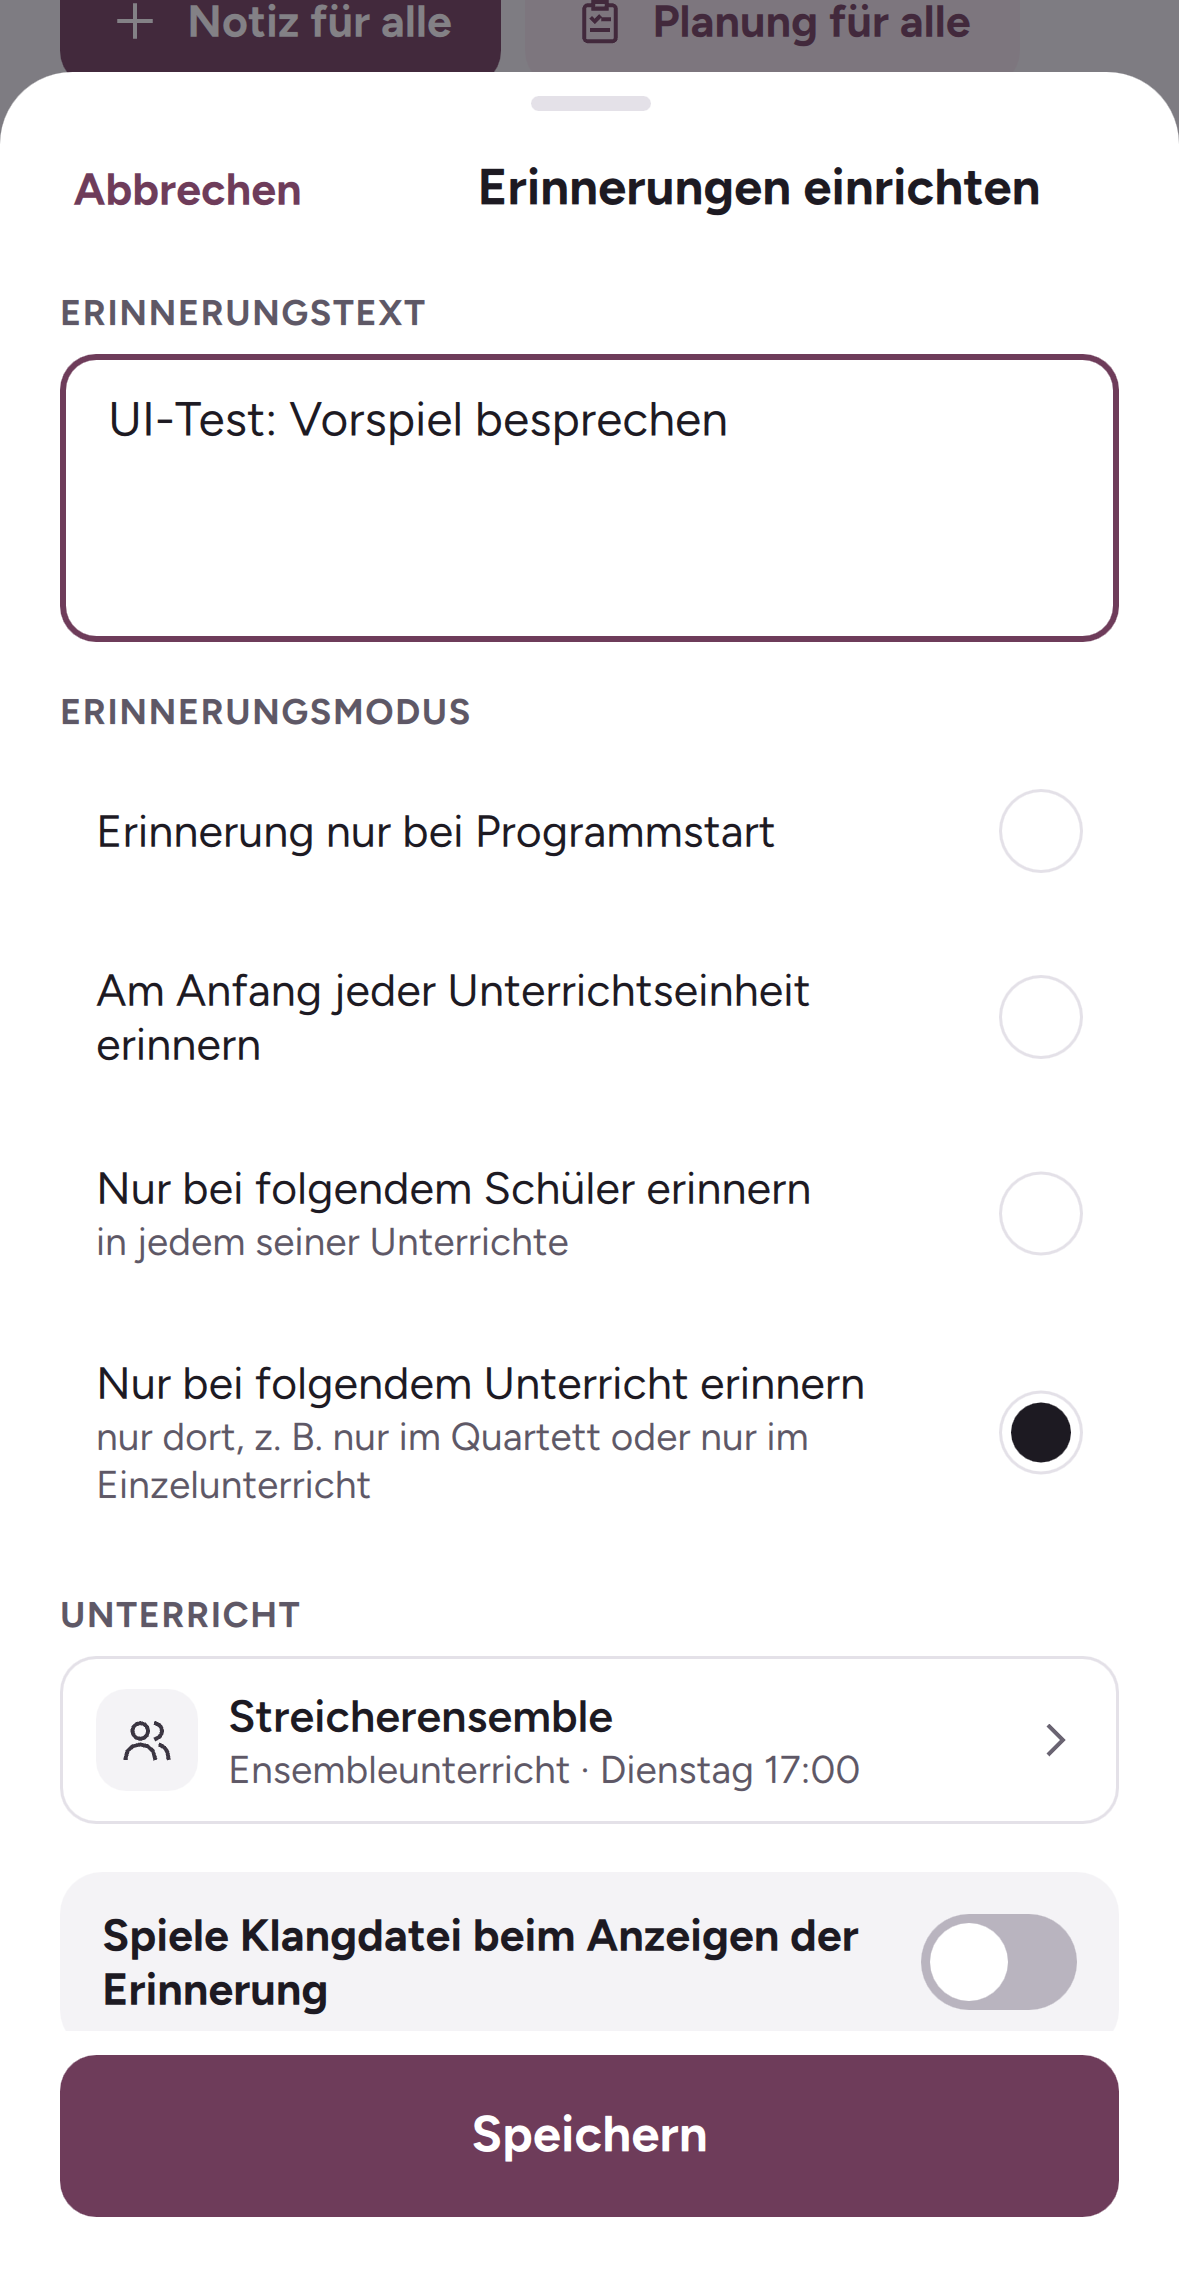 Notiz für alle
Planung für alle
Abbrechen
Erinnerungen einrichten
ERINNERUNGSTEXT
UI-Test: Vorspiel besprechen
ERINNERUNGSMODUS
Erinnerung nur bei Programmstart
Am Anfang jeder Unterrichtseinheit
erinnern
Nur bei folgendem Schüler erinnern
in jedem seiner Unterrichte
Nur bei folgendem Unterricht erinnern
nur dort, z. B. nur im Quartett oder nur im
Einzelunterricht
UNTERRICHT
Streicherensemble
Ensembleunterricht · Dienstag 17:00
Spiele Klangdatei beim Anzeigen der
Erinnerung
Speichern